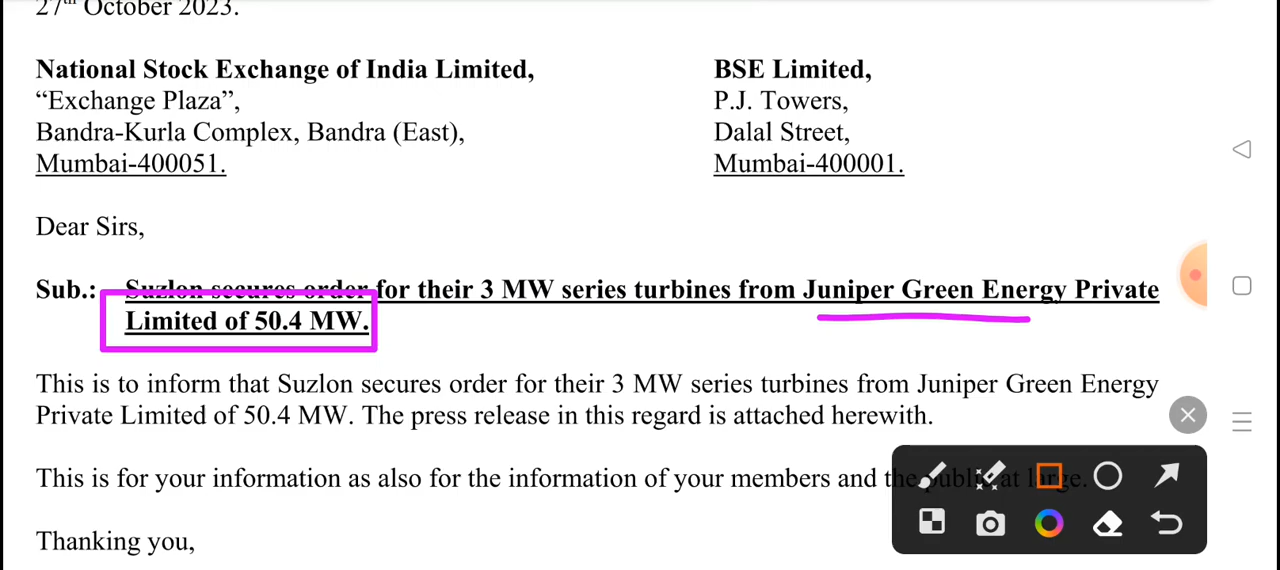 27th October 2023.
National Stock Exchange of India Limited,
“Exchange Plaza”,
Bandra-Kurla Complex, Bandra (East),
Mumbai-400051.
BSE Limited,
P.J. Towers,
Dalal Street,
Mumbai-400001.
Dear Sirs,
Sub.: Suzlon secures order for their 3 MW series turbines from Juniper Green Energy Private
Limited of 50.4 MW.
This is to inform that Suzlon secures order for their 3 MW series turbines from Juniper Green Energy
Private Limited of 50.4 MW. The press release in this regard is attached herewith.
This is for your information as also for the information of your members and the public at large.
Thanking you,